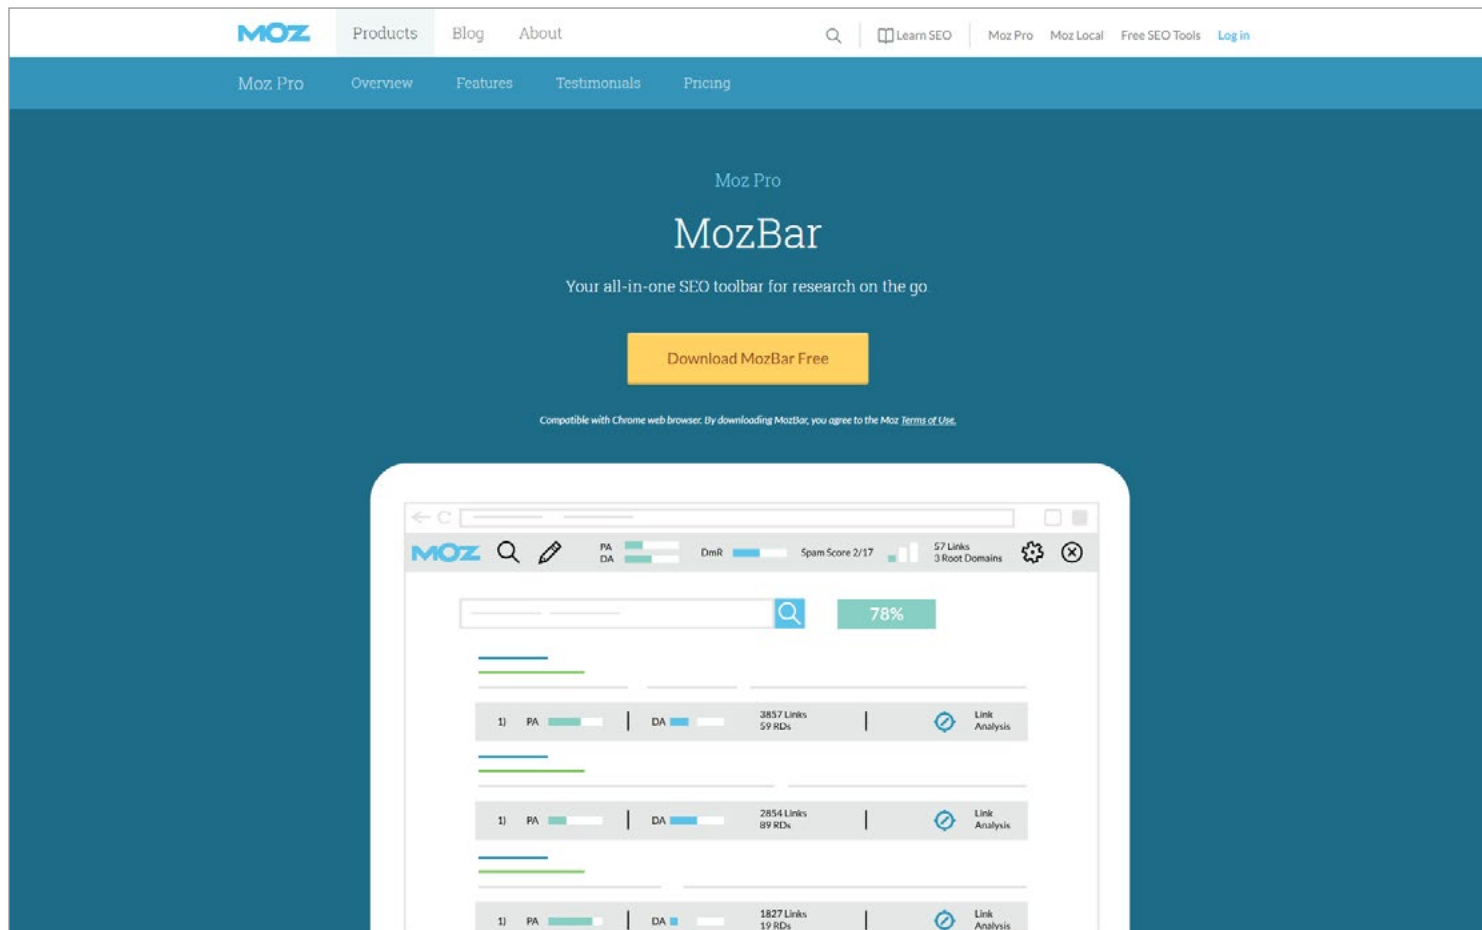 MOZ Products Blog About Learn SEO Moz Pro Moz Local Free SEO Tools Log in
Moz Pro Overview Features Testimonials Pricing
Moz Pro
MozBar
Your all-in-one SEO toolbar for research on the go
Download MozBar Free
Compatible with Chrome web browser. By downloading MozBar, you agree to the Moz Terms of Use.
MOZ PA DmR Spam Score 2/17 57 Links
DA 3 Root Domains
78%
1) PA DA 3857 Links Link
59 RDs Analysis
1) PA DA 2854 Links Link
89 RDs Analysis
1) PA DA 1827 Links Link
19 RDs Analysis